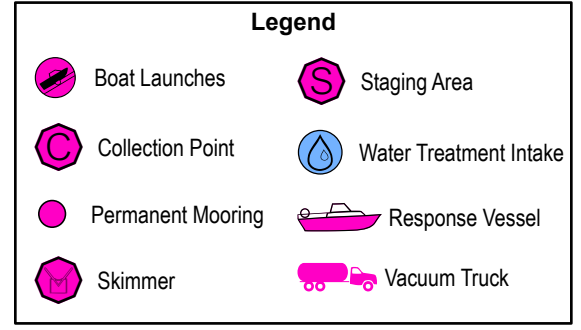 Legend
Boat Launches
S
Staging Area
C
Collection Point
Water Treatment Intake
Permanent Mooring
Response Vessel
Skimmer
Vacuum Truck